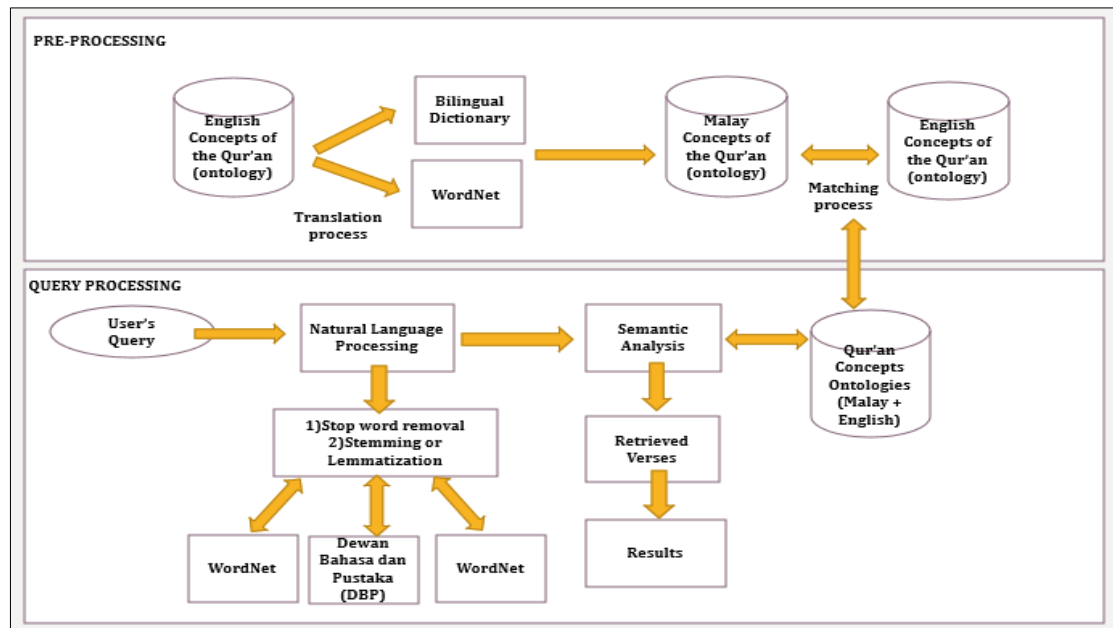 PRE-PROCESSING
English
Concepts of
the Qur'an
(ontology)
Bilingual
Dictionary
WordNet
Translation
process
Malay
Concepts of
the Qur'an
(ontology)
English
Concepts of
the Qur'an
(ontology)
Matching
process
QUERY PROCESSING
User's
Query
Natural Language
Processing
Semantic
Analysis
Qur'an
Concepts
Ontologies
(Malay +
English)
1)Stop word removal
2)Stemming or
Lemmatization
Retrieved
Verses
WordNet
Dewan
Bahasa dan
Pustaka
(DBP)
WordNet
Results